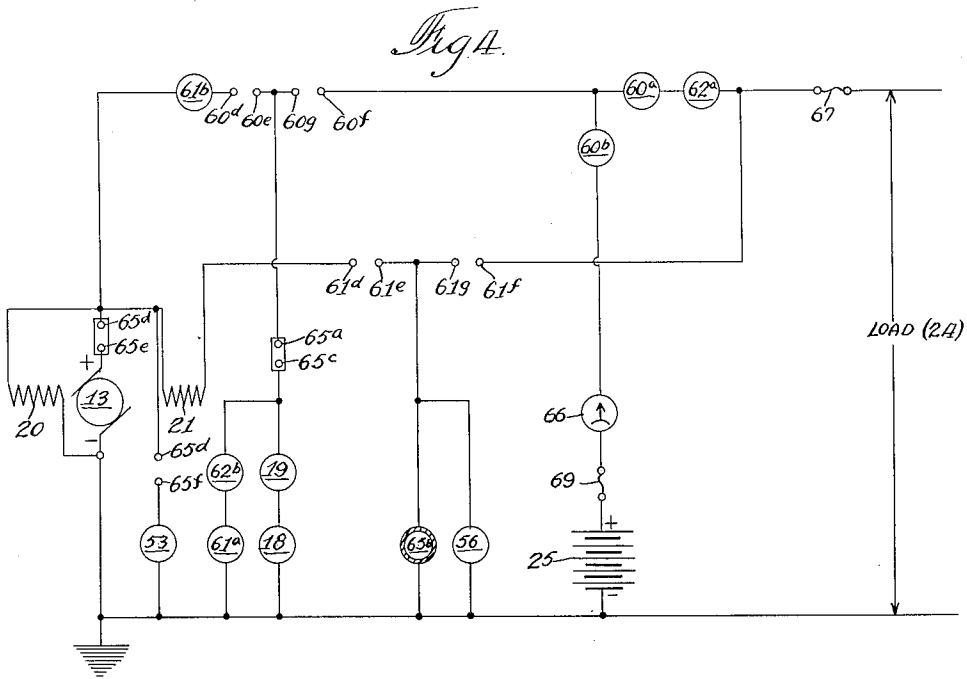 Fig. 4.
61b 60d 60e 60g 60f 60a 62a 67
60b
61d 61e 61g 61f
65d 65a
65e 65c
LOAD (24)
+
13
20 - 21
65d 62b 19 66
65f 69
53 61a 18 65b 56 +
25
-